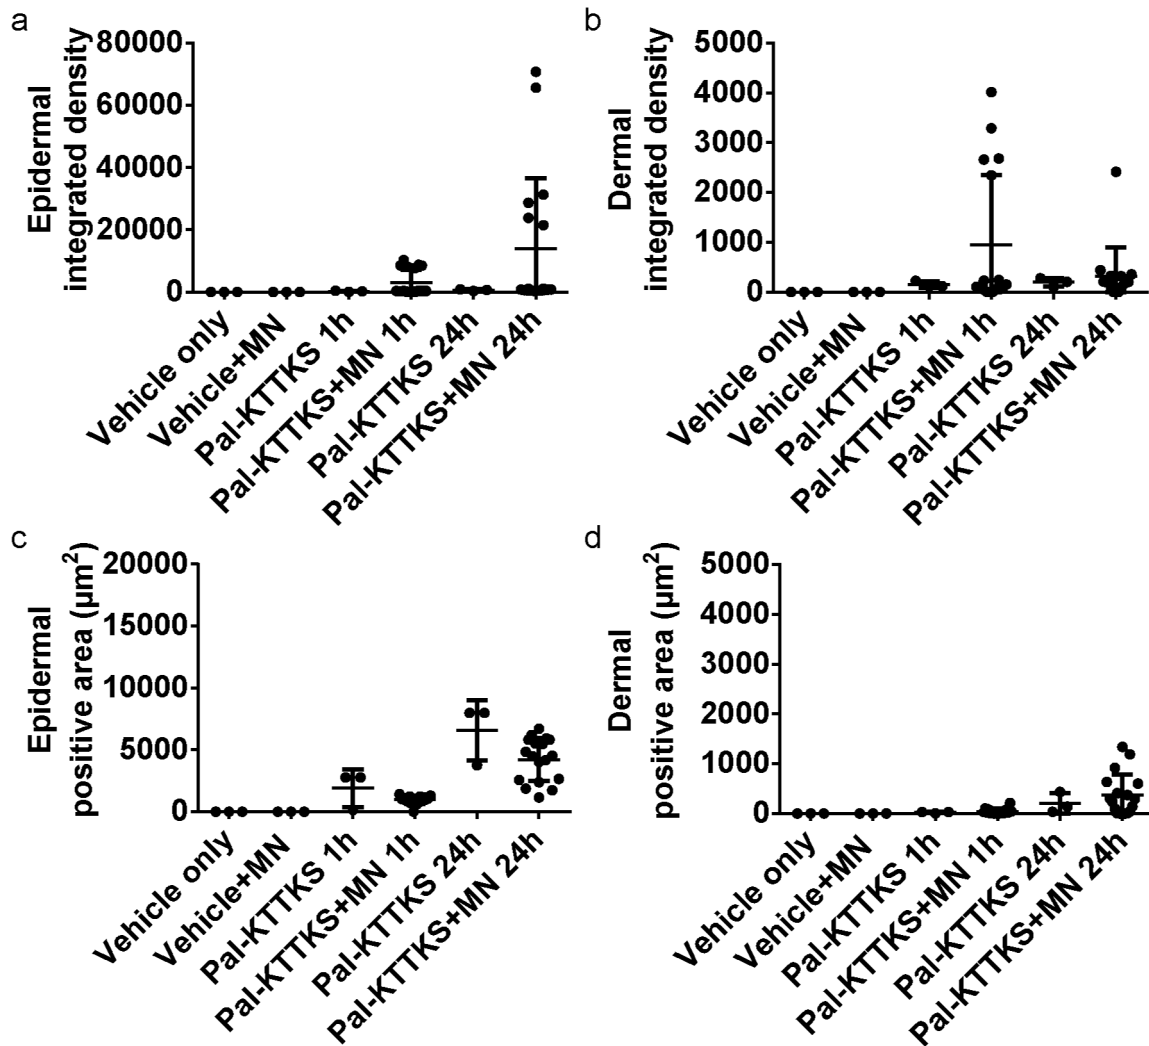 a
Epidermal
integrated density
80000
60000
40000
20000
0
Vehicle only
Vehicle+MN
Pal-KTTKS 1h
Pal-KTTKS+MN 1h
Pal-KTTKS 24h
Pal-KTTKS+MN 24h
b
Dermal
integrated density
5000
4000
3000
2000
1000
0
Vehicle only
Vehicle+MN
Pal-KTTKS 1h
Pal-KTTKS+MN 1h
Pal-KTTKS 24h
Pal-KTTKS+MN 24h
c
Epidermal
positive area (µm²)
20000
15000
10000
5000
0
Vehicle only
Vehicle+MN
Pal-KTTKS 1h
Pal-KTTKS+MN 1h
Pal-KTTKS 24h
Pal-KTTKS+MN 24h
d
Dermal
positive area (µm²)
5000
4000
3000
2000
1000
0
Vehicle only
Vehicle+MN
Pal-KTTKS 1h
Pal-KTTKS+MN 1h
Pal-KTTKS 24h
Pal-KTTKS+MN 24h